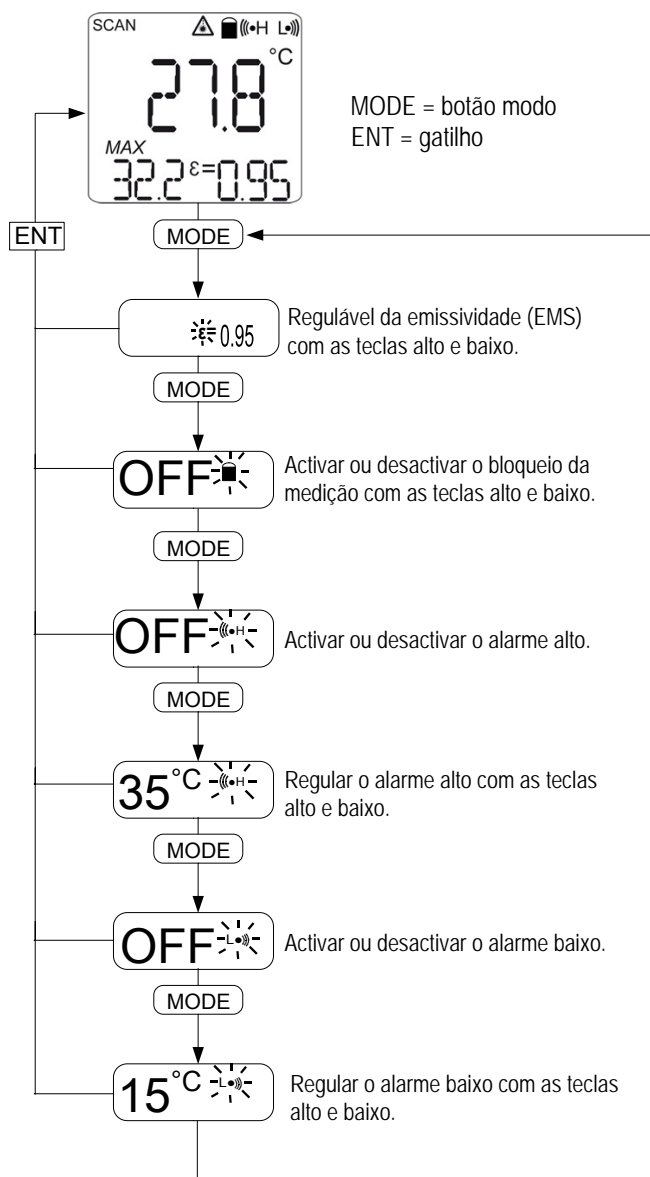 SCAN H L
27.8 °C
MODE = botão modo
ENT = gatilho
MAX
32.2 ε=0.95
ENT
MODE
ε= 0.95
Regulável da emissividade (EMS)
com as teclas alto e baixo.
MODE
OFF
Activar ou desactivar o bloqueio da
medição com as teclas alto e baixo.
MODE
OFF H
Activar ou desactivar o alarme alto.
MODE
35°C H
Regular o alarme alto com as teclas
alto e baixo.
MODE
OFF L
Activar ou desactivar o alarme baixo.
MODE
15°C L
Regular o alarme baixo com as teclas
alto e baixo.